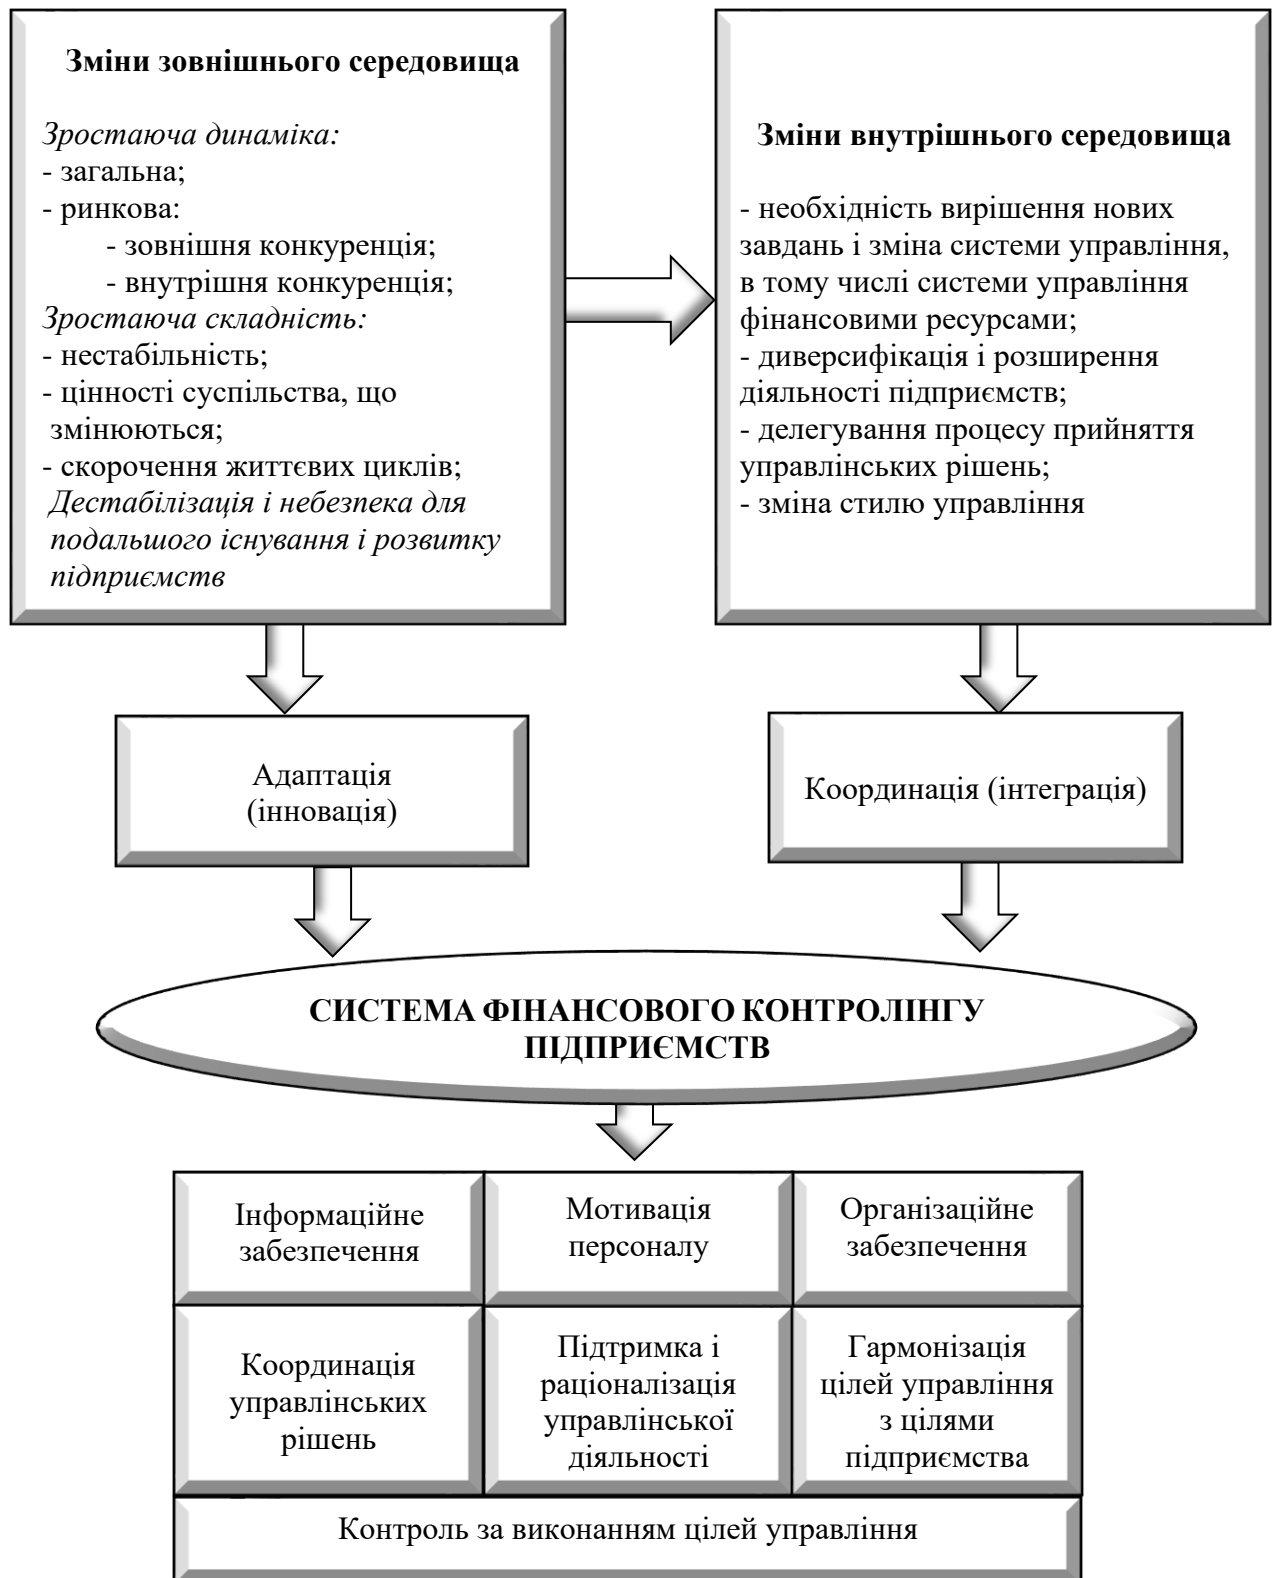 Зміни зовнішнього середовища
Зростаюча динаміка:
- загальна;
- ринкова:
- зовнішня конкуренція;
- внутрішня конкуренція;
Зростаюча складність:
- нестабільність;
- цінності суспільства, що
змінюються;
- скорочення життєвих циклів;
Дестабілізація і небезпека для
подальшого існування і розвитку
підприємств
Зміни внутрішнього середовища
- необхідність вирішення нових
завдань і зміна системи управління,
в тому числі системи управління
фінансовими ресурсами;
- диверсифікація і розширення
діяльності підприємств;
- делегування процесу прийняття
управлінських рішень;
- зміна стилю управління
Адаптація
(інновація)
Координація (інтеграція)
СИСТЕМА ФІНАНСОВОГО КОНТРОЛІНГУ
ПІДПРИЄМСТВ
Інформаційне
забезпечення
Мотивація
персоналу
Організаційне
забезпечення
Координація
управлінських
рішень
Підтримка і
раціоналізація
управлінської
діяльності
Гармонізація
цілей управління
з цілями
підприємства
Контроль за виконанням цілей управління